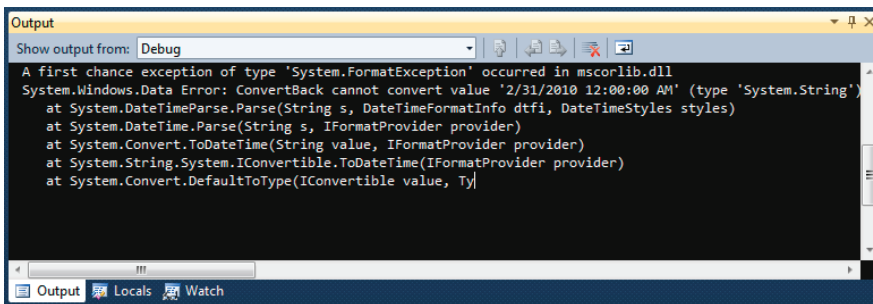 Output
Show output from: Debug
A first chance exception of type 'System.FormatException' occurred in mscorlib.dll
System.Windows.Data Error: ConvertBack cannot convert value '2/31/2010 12:00:00 AM' (type 'System.String')
at System.DateTimeParse.Parse(String s, DateTimeFormatInfo dtfi, DateTimeStyles styles)
at System.DateTime.Parse(String s, IFormatProvider provider)
at System.Convert.ToDateTime(String value, IFormatProvider provider)
at System.String.System.IConvertible.ToDateTime(IFormatProvider provider)
at System.Convert.DefaultToType(IConvertible value, Ty
Output Locals Watch